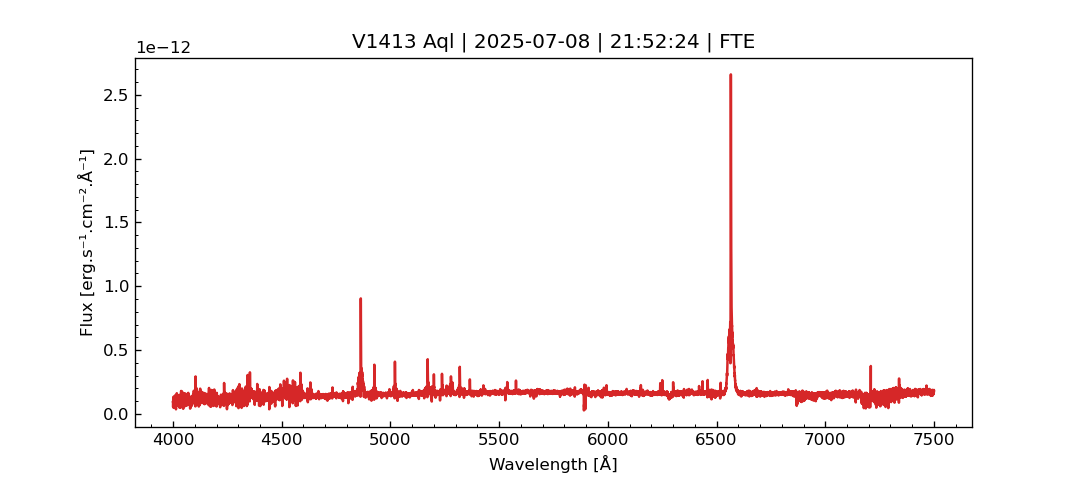 V1413 Aql | 2025-07-08 | 21:52:24 | FTE
1e−12
2.5
2.0
1.5
1.0
0.5
0.0
Flux [erg.s⁻¹.cm⁻².Å⁻¹]
4000 4500 5000 5500 6000 6500 7000 7500
Wavelength [Å]